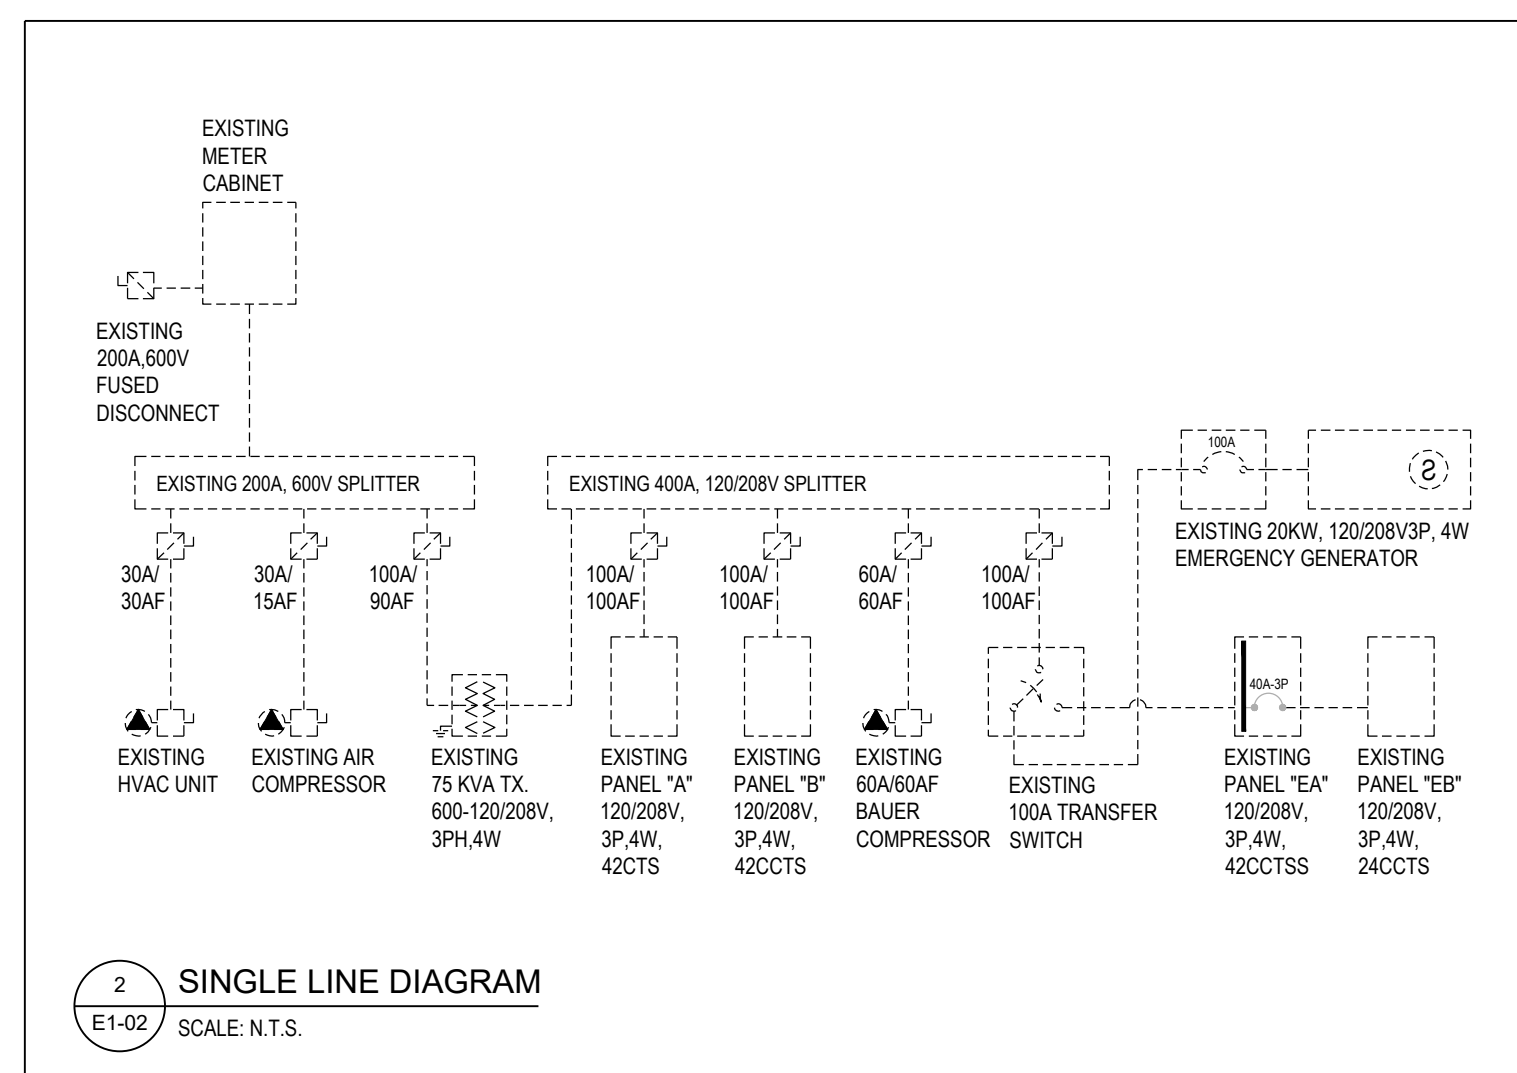 EXISTING
METER
CABINET
EXISTING
200A,600V
FUSED
DISCONNECT
EXISTING 200A, 600V SPLITTER
EXISTING 400A, 120/208V SPLITTER
100A
S
EXISTING 20KW, 120/208V3P, 4W
EMERGENCY GENERATOR
30A/
30AF
30A/
15AF
100A/
90AF
100A/
100AF
100A/
100AF
60A/
60AF
100A/
100AF
40A-3P
EXISTING
HVAC UNIT
EXISTING AIR
COMPRESSOR
EXISTING
75 KVA TX.
600-120/208V,
3PH,4W
EXISTING
PANEL "A"
120/208V,
3P,4W,
42CTS
EXISTING
PANEL "B"
120/208V,
3P,4W,
42CCTS
EXISTING
60A/60AF
BAUER
COMPRESSOR
EXISTING
100A TRANSFER
SWITCH
EXISTING
PANEL "EA"
120/208V,
3P,4W,
42CCTSS
EXISTING
PANEL "EB"
120/208V,
3P,4W,
24CCTS
2
E1-02
SINGLE LINE DIAGRAM
SCALE: N.T.S.